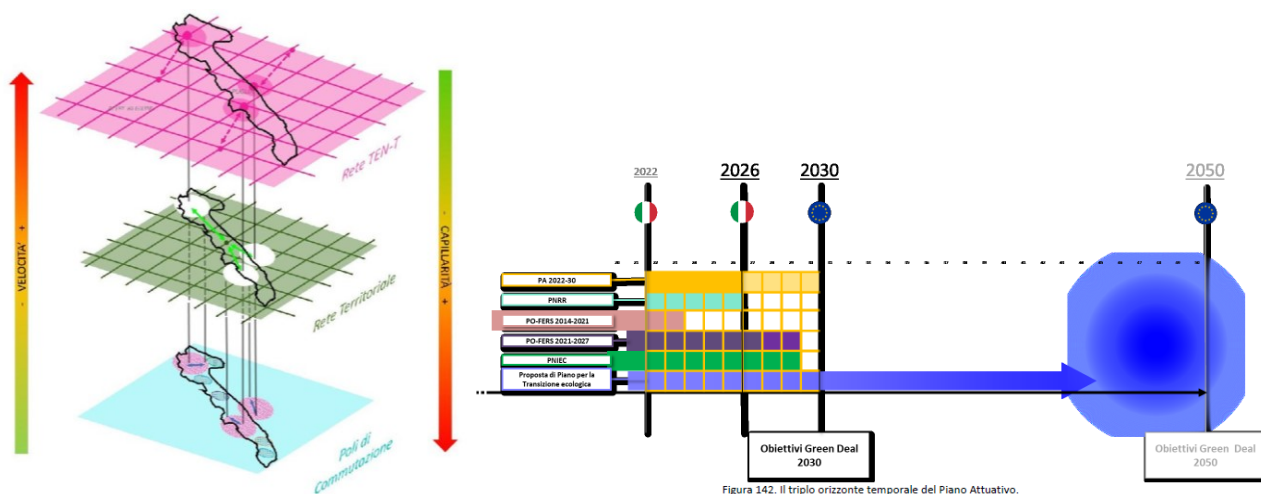 - VELOCITA' +
Rete TEN-T
Rete Territoriale
Poli di
Commutazione
- CAPILLARITÀ +
2022
2026
2030
2050
PA 2022-30
PNRR
PO-FERS 2014-2021
PO-FERS 2021-2027
PNIEC
Proposta di Piano per la
Transizione ecologica
Obiettivi Green Deal
2030
Obiettivi Green Deal
2050
Figura 142. Il triplo orizzonte temporale del Piano Attuativo.